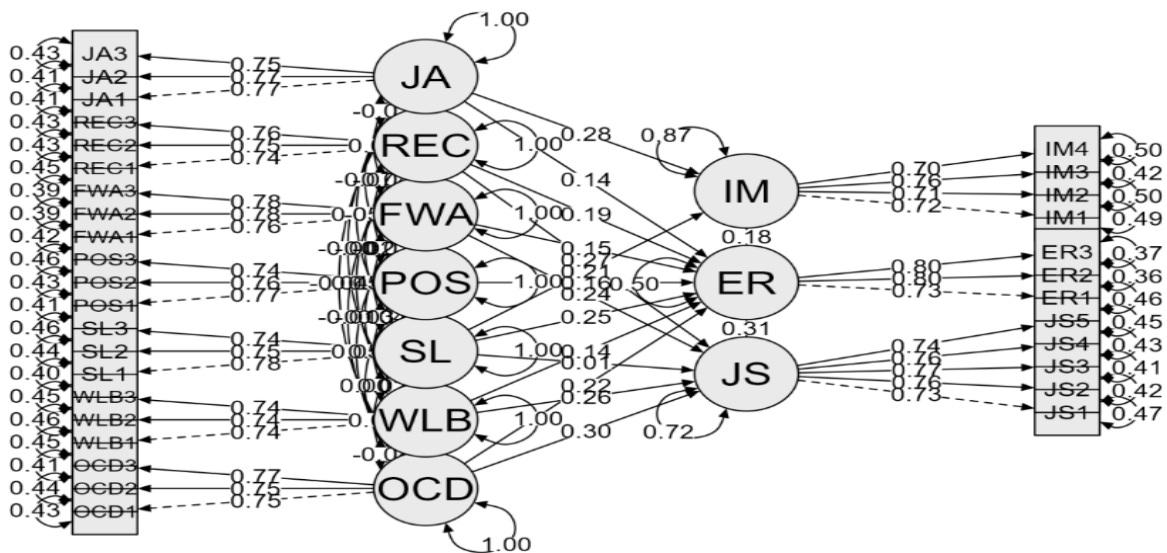 1.00
0.43 JA3 0.75 JA
0.41 JA2 0.77
0.41 JA1 0.77
0.43 REC3 0.76 REC 1.00
0.43 REC2 0.75
0.45 REC1 0.74
0.39 FWA3 0.78 FWA 1.00
0.39 FWA2 0.78
0.42 FWA1 0.76
0.46 POS3 0.74 POS 1.00
0.43 POS2 0.76
0.41 POS1 0.77
0.46 SL3 0.74 SL 1.00
0.44 SL2 0.75
0.40 SL1 0.78
0.45 WLB3 0.74 WLB 1.00
0.46 WLB2 0.74
0.45 WLB1 0.74
0.41 OCD3 0.77 OCD
0.44 OCD2 0.75
0.43 OCD1 0.75
1.00
0.28
0.14
0.19
0.15
0.27
0.21
0.16
0.24
0.25
0.14
0.01
0.22
0.26
0.30
0.87
IM
0.18
0.50
ER
0.31
JS
0.72
0.70 IM4 0.50
0.76 IM3 0.42
IM2 0.50
0.72 IM1 0.49
0.80 ER3 0.37
0.80 ER2 0.36
0.73 ER1 0.46
0.74 JS5 0.45
0.76 JS4 0.43
0.77 JS3 0.41
0.76 JS2 0.42
0.73 JS1 0.47